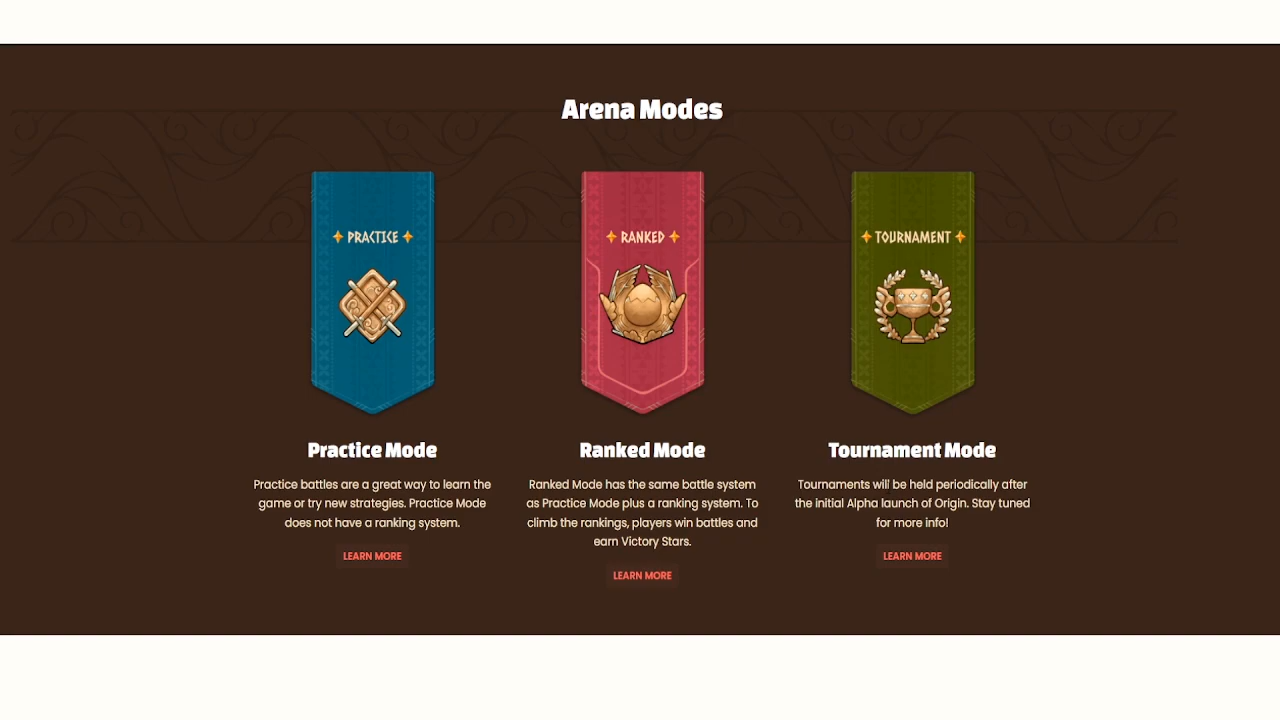 Arena Modes
PRACTICE
RANKED
TOURNAMENT
Practice Mode
Practice battles are a great way to learn the
game or try new strategies. Practice Mode
does not have a ranking system.
LEARN MORE
Ranked Mode
Ranked Mode has the same battle system
as Practice Mode plus a ranking system. To
climb the rankings, players win battles and
earn Victory Stars.
LEARN MORE
Tournament Mode
Tournaments will be held periodically after
the initial Alpha launch of Origin. Stay tuned
for more info!
LEARN MORE